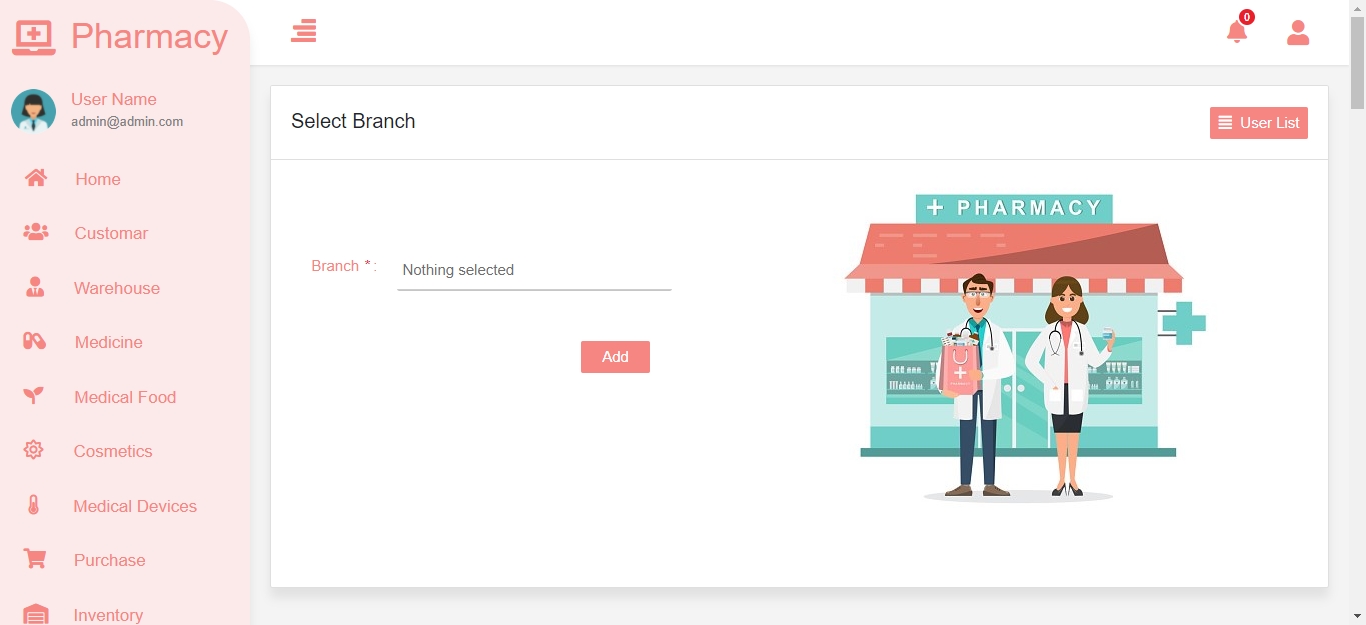 Pharmacy
0
User Name
admin@admin.com
Home
Customar
Warehouse
Medicine
Medical Food
Cosmetics
Medical Devices
Purchase
Inventory
Select Branch
User List
Branch * :
Nothing selected
Add
+ PHARMACY